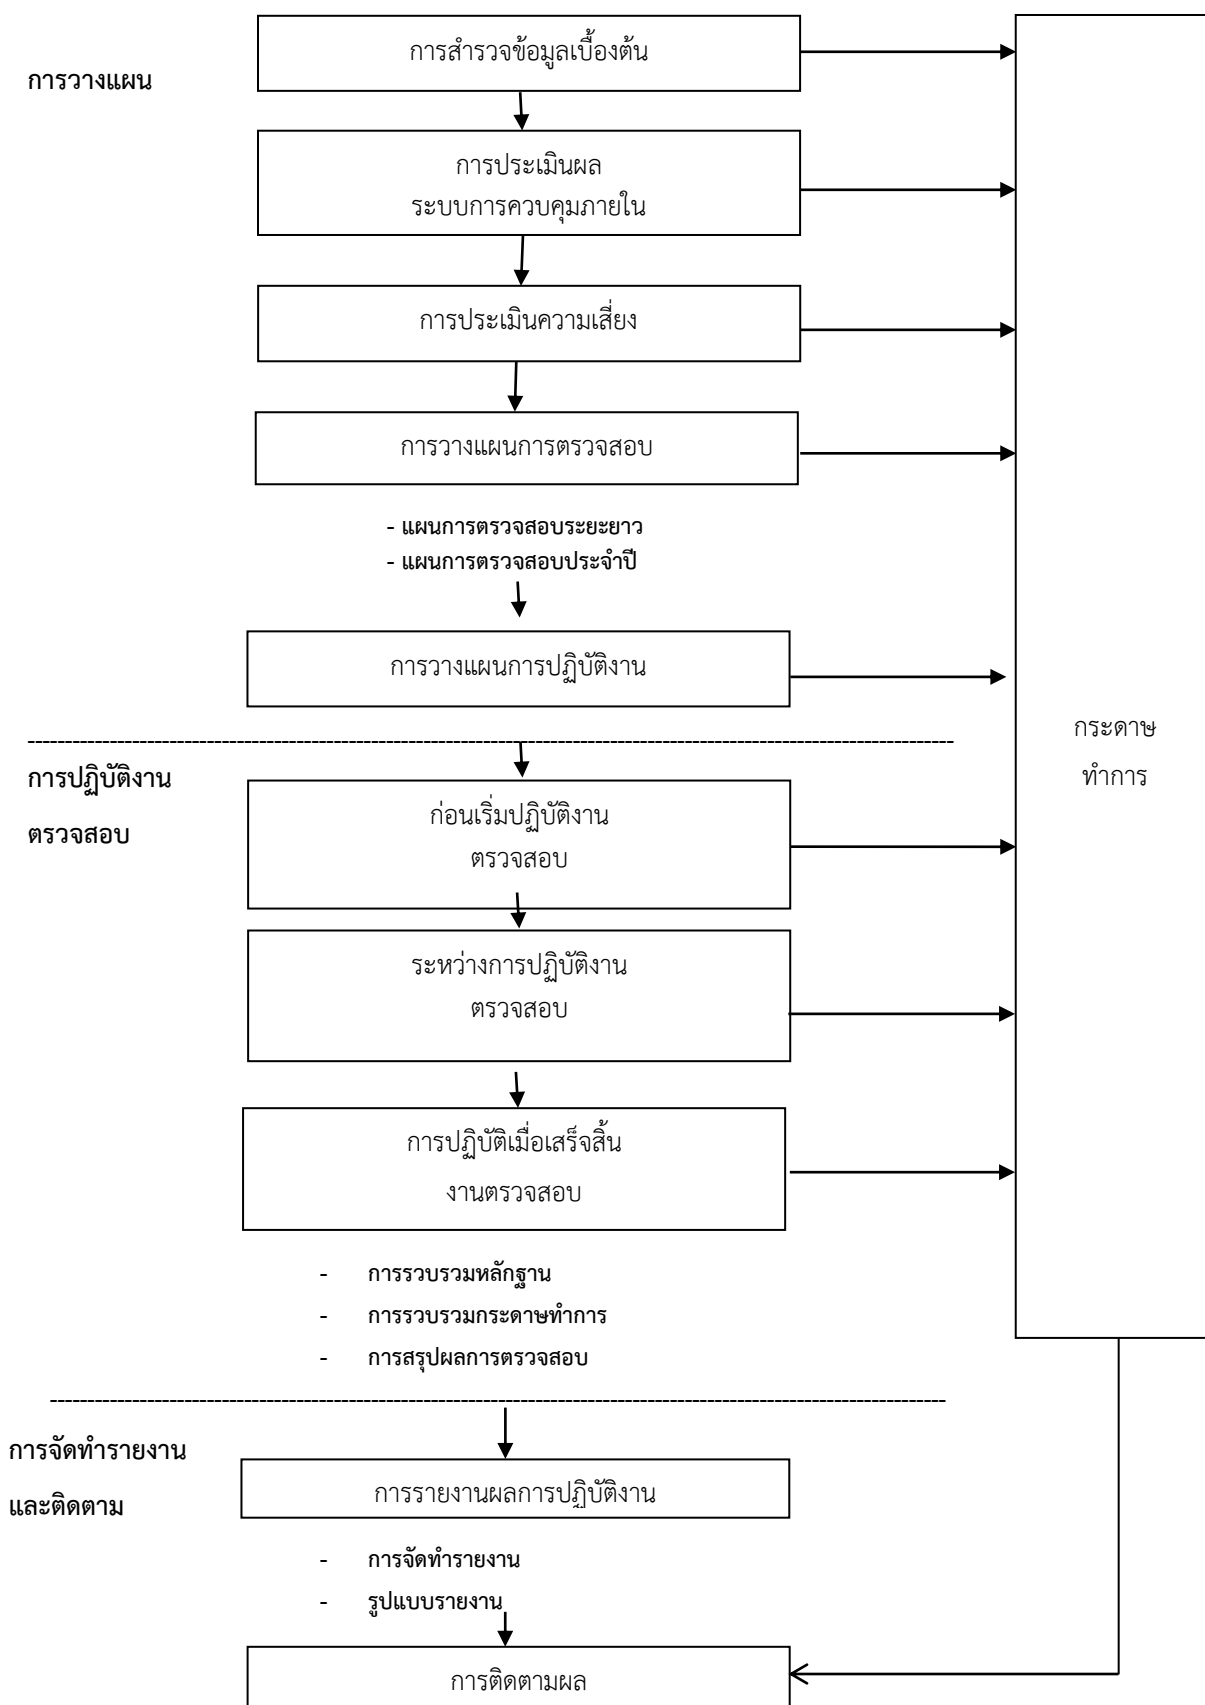 การสำรวจข้อมูลเบื้องต้น
การวางแผน
การประเมินผล
ระบบการควบคุมภายใน
การประเมินความเสี่ยง
การวางแผนการตรวจสอบ
- แผนการตรวจสอบระยะยาว
- แผนการตรวจสอบประจำปี
การวางแผนการปฏิบัติงาน
กระดาษ
ทำการ
การปฏิบัติงาน
ตรวจสอบ
ก่อนเริ่มปฏิบัติงาน
ตรวจสอบ
ระหว่างการปฏิบัติงาน
ตรวจสอบ
การปฏิบัติเมื่อเสร็จสิ้น
งานตรวจสอบ
- การรวบรวมหลักฐาน
- การรวบรวมกระดาษทำการ
- การสรุปผลการตรวจสอบ
การจัดทำรายงาน
และติดตาม
การรายงานผลการปฏิบัติงาน
- การจัดทำรายงาน
- รูปแบบรายงาน
การติดตามผล